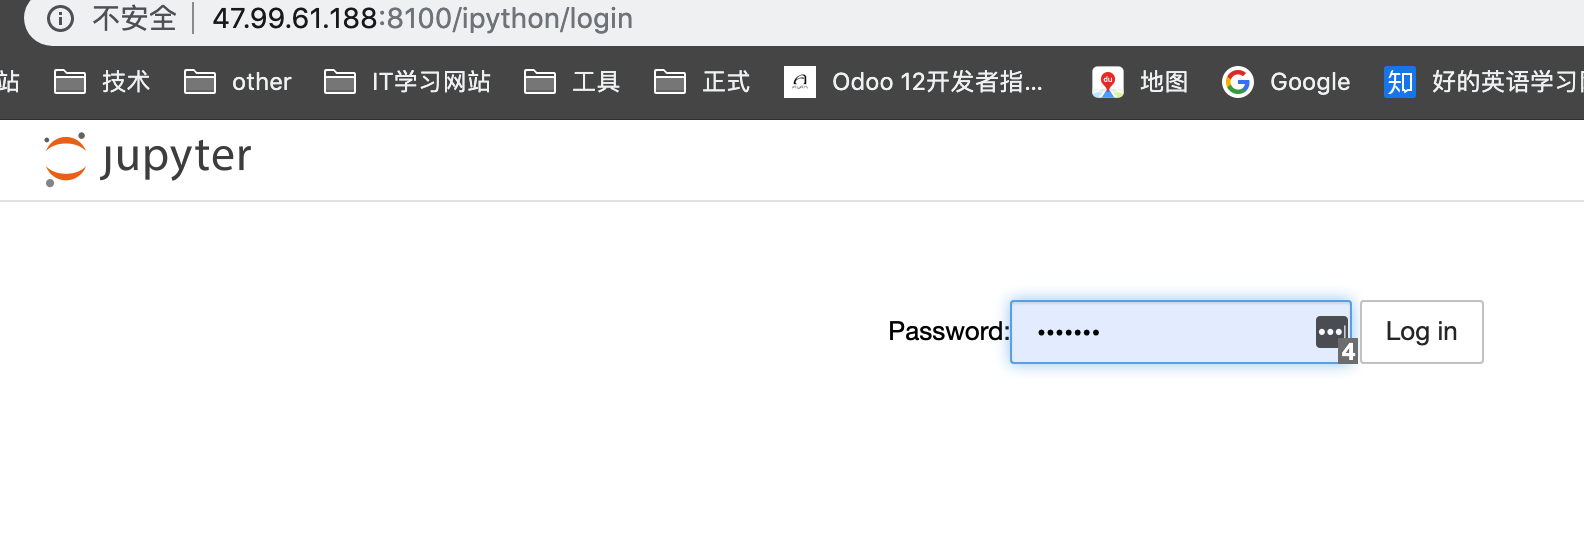 不安全 47.99.61.188:8100/ipython/login
站 技术 other IT学习网站 工具 正式 Odoo 12开发者指... 地图 Google 知 好的英语学习
jupyter
Password: ••••••• 4 Log in